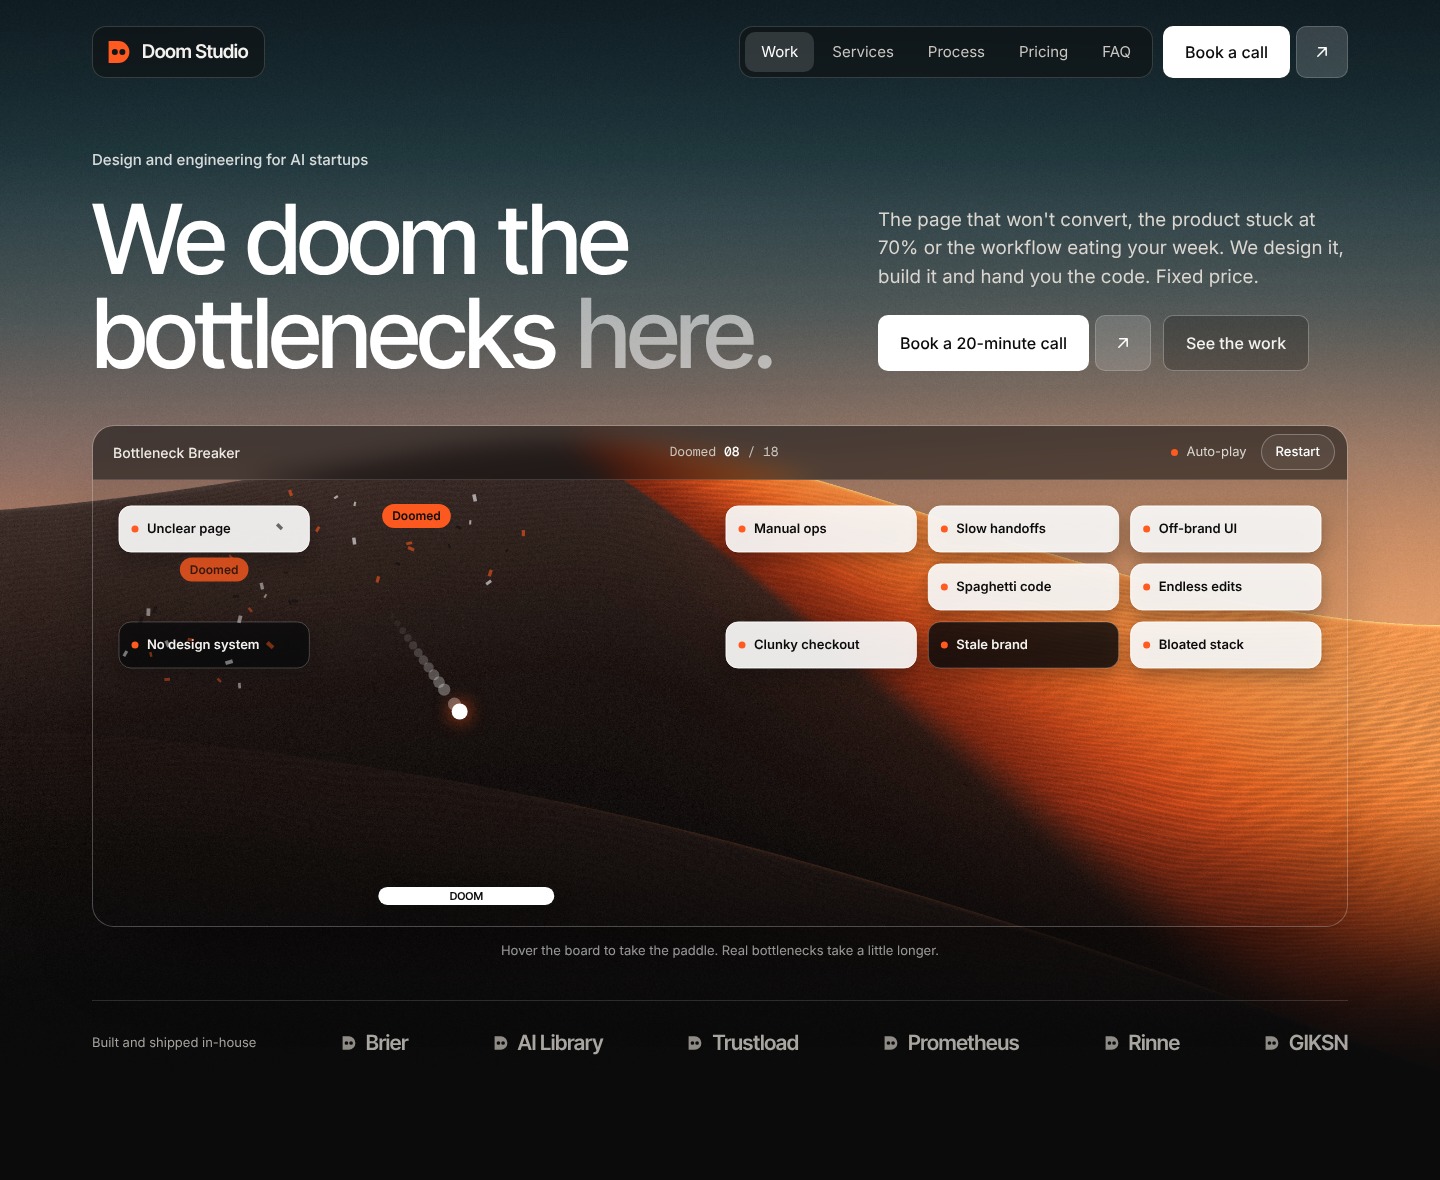 Doom Studio
Work
Services
Process
Pricing
FAQ
Book a call
Design and engineering for AI startups
We doom the
bottlenecks here.
The page that won't convert, the product stuck at
70% or the workflow eating your week. We design it,
build it and hand you the code. Fixed price.
Book a 20-minute call
See the work
Bottleneck Breaker
Doomed 08 / 18
Auto-play
Restart
Doomed
Unclear page
Manual ops
Slow handoffs
Off-brand UI
Doomed
Spaghetti code
Endless edits
No design system
Clunky checkout
Stale brand
Bloated stack
DOOM
Hover the board to take the paddle. Real bottlenecks take a little longer.
Built and shipped in-house
Brier
AI Library
Trustload
Prometheus
Rinne
GIKSN